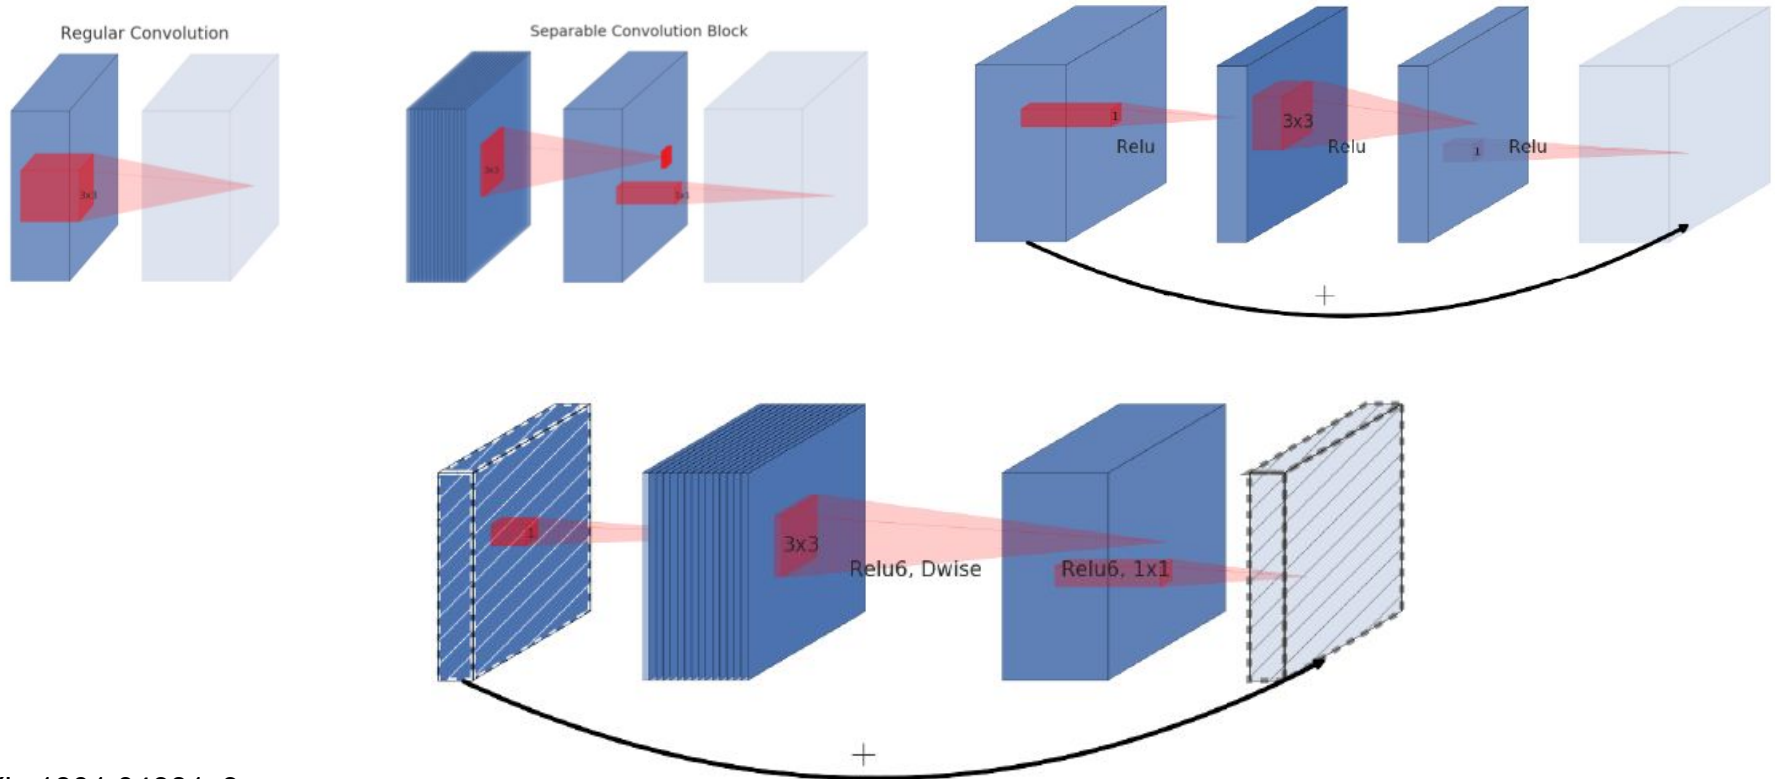 Regular Convolution
3x3
Separable Convolution Block
3x3
1
Relu
3x3
Relu
1
Relu
+
1
3x3
Relu6, Dwise
Relu6, 1x1
+